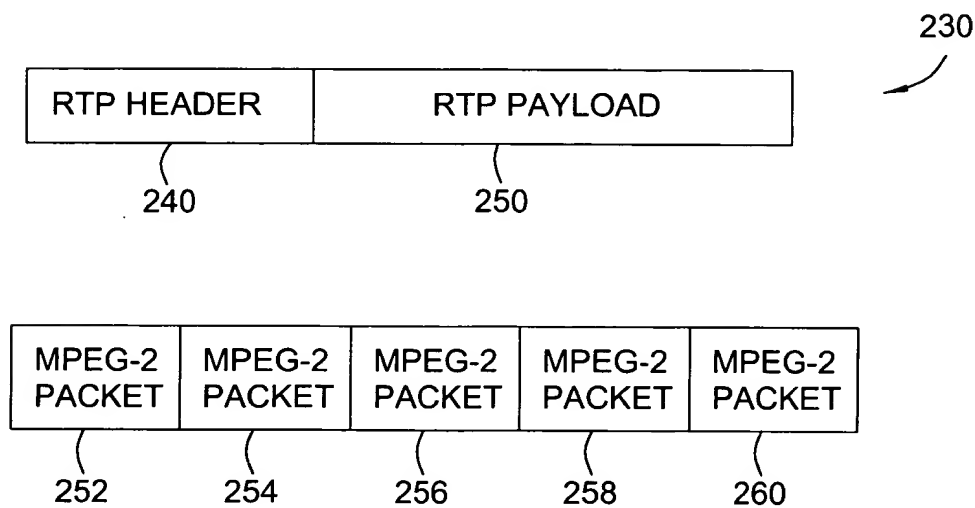 230
RTP HEADER RTP PAYLOAD
240 250
MPEG-2 MPEG-2 MPEG-2 MPEG-2 MPEG-2
PACKET PACKET PACKET PACKET PACKET
252 254 256 258 260